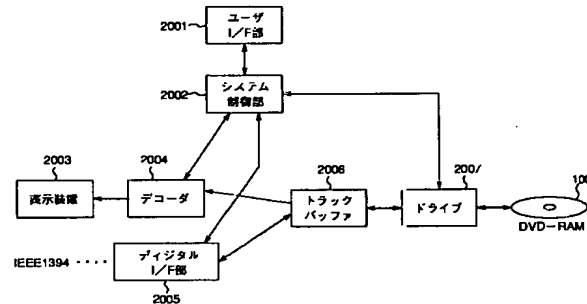 2001
ユーザ
I/F部
2002
システム
制御部
2003
表示装置
2004
デコーダ
2006
トラック
バッファ
2007
ドライブ
100
DVD-RAM
IEEE1394 ・・・・
ディジタル
I/F部
2005